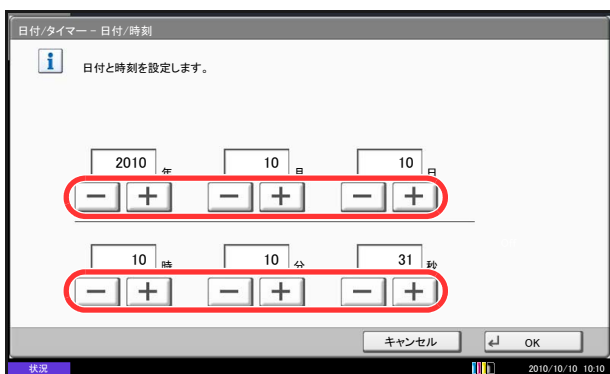 日付/タイマー - 日付/時刻
日付と時刻を設定します。
2010 年 10 月 10 日
10 時 10 分 31 秒
キャンセル OK
状況 2010/10/10 10:10